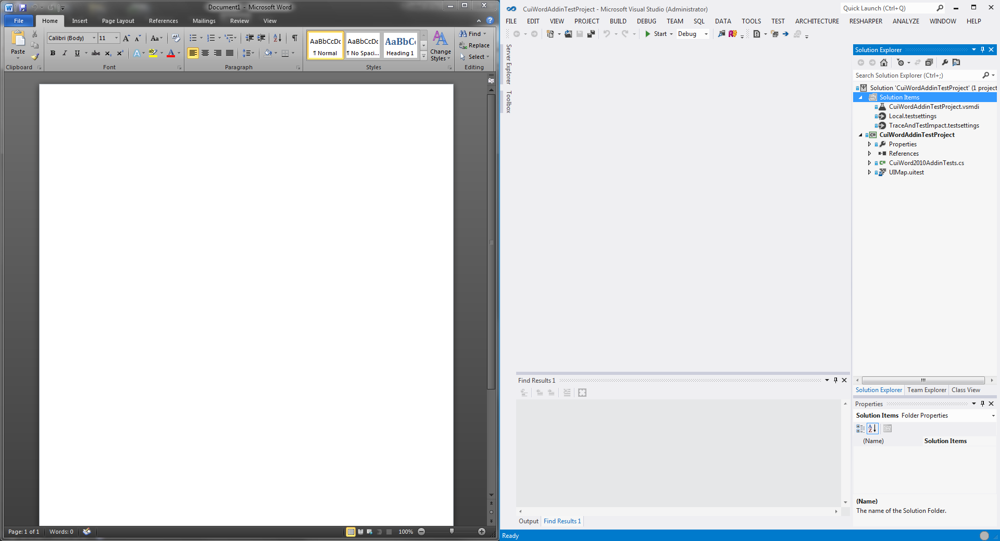 Document1 - Microsoft Word
File Home Insert Page Layout References Mailings Review View
Calibri (Body) 11 Aa
Paste
B I U abc x₂ x² A ab A
AaBbCcDc AaBbCcDc AaBbCc
¶ Normal ¶ No Spaci... Heading 1
Change
Styles
Find
Replace
Select
Clipboard Font Paragraph Styles Editing
Page: 1 of 1 Words: 0 100%
CuiWordAddinTestProject - Microsoft Visual Studio (Administrator)
Quick Launch (Ctrl+Q)
FILE EDIT VIEW PROJECT BUILD DEBUG TEAM SQL DATA TOOLS TEST ARCHITECTURE RESHARPER ANALYZE WINDOW HELP
Start Debug
Server Explorer
Toolbox
Solution Explorer
Search Solution Explorer (Ctrl+;)
Solution 'CuiWordAddinTestProject' (1 project
Solution Items
CuiWordAddinTestProject.vsmdi
Local.testsettings
TraceAndTestImpact.testsettings
C# CuiWordAddinTestProject
Properties
References
C# CuiWord2010AddinTests.cs
UIMap.uitest
Solution Explorer Team Explorer Class View
Find Results 1
Output Find Results 1
Properties
Solution Items Folder Properties
(Name) Solution Items
(Name)
The name of the Solution Folder.
Ready